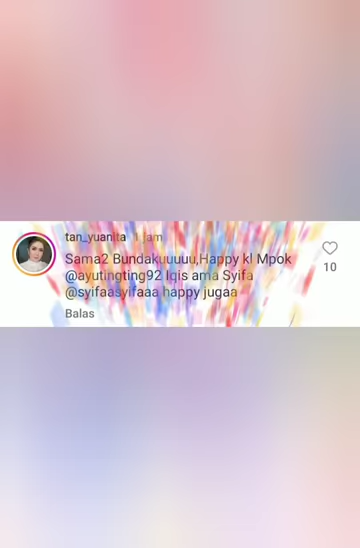 tan_yuanita 1 jam
Sama2 Bundakuuuuu,Happy kl Mpok
@ayutingting92 Iqis ama Syifa
@syifaasyifaaa happy jugaa
10
Balas